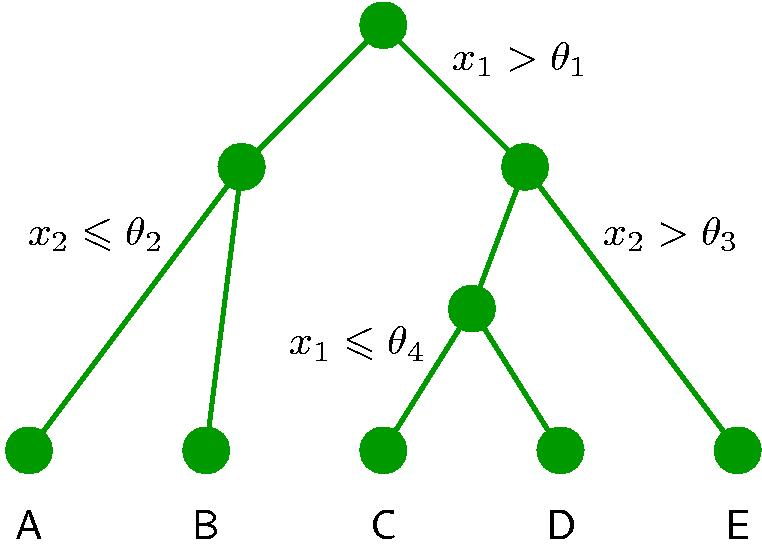 x₁ > θ₁
x₂ ⩽ θ₂
x₂ > θ₃
x₁ ⩽ θ₄
A B C D E